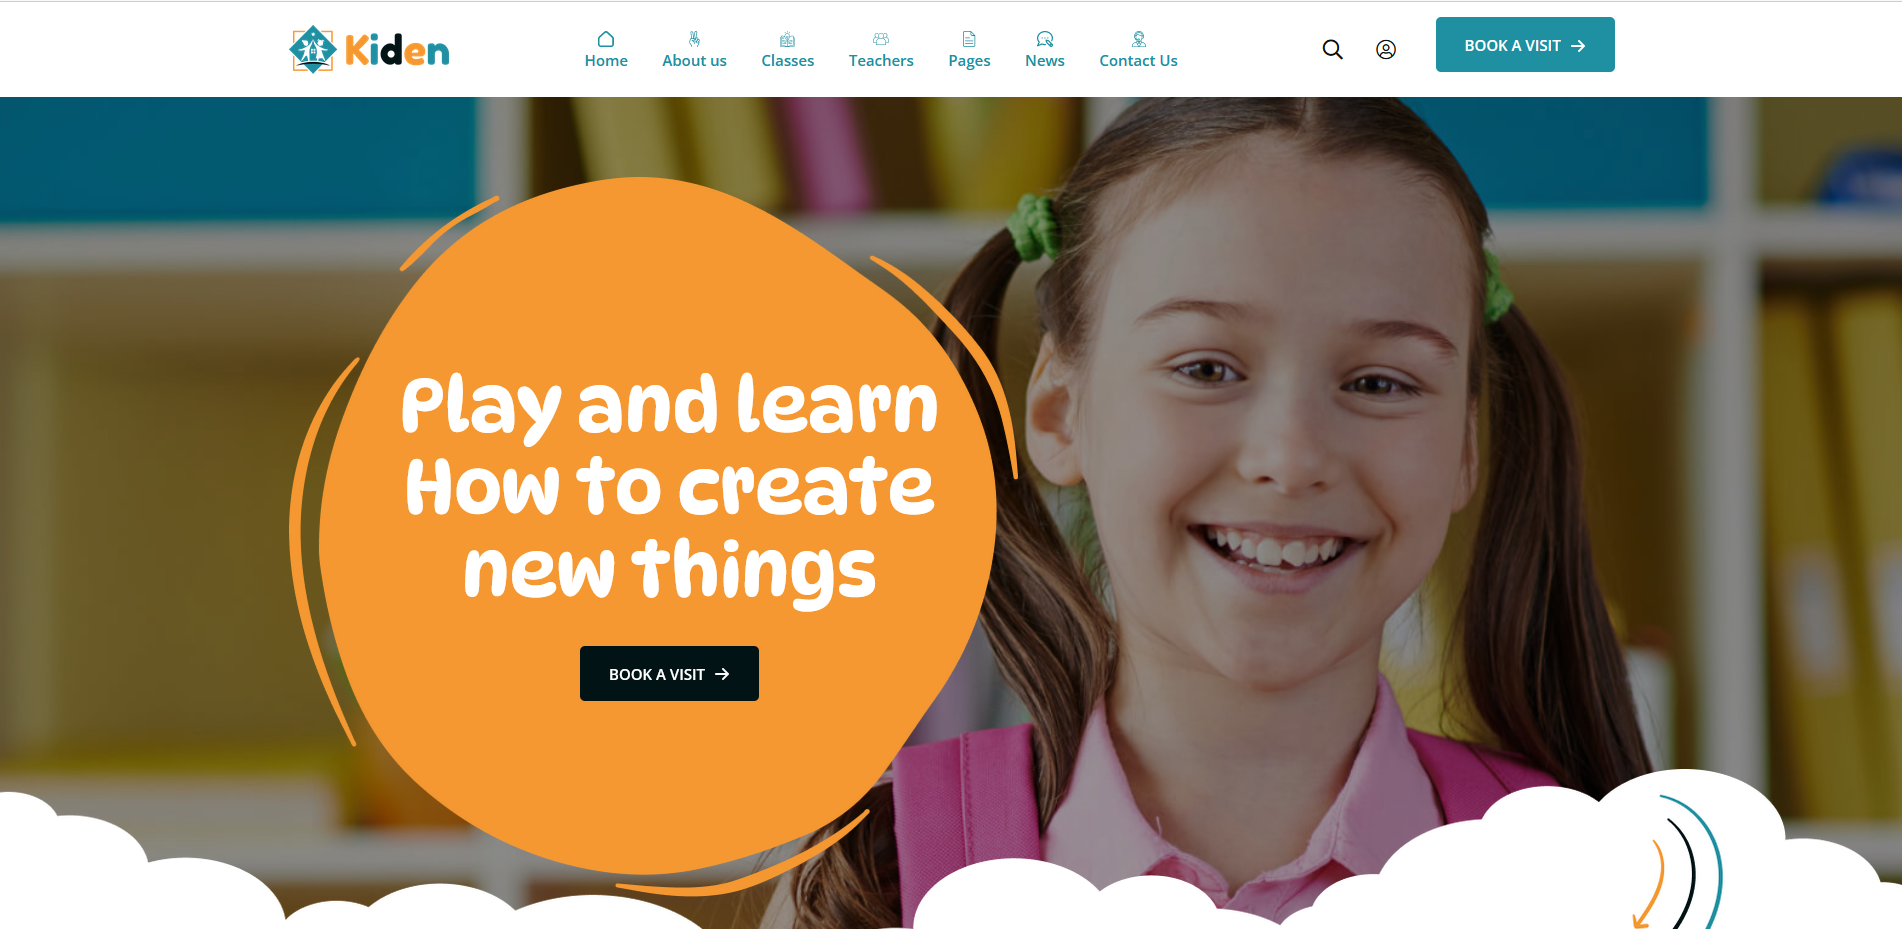 Kiden
Home
About us
Classes
Teachers
Pages
News
Contact Us
BOOK A VISIT
Play and learn
How to create
new things
BOOK A VISIT